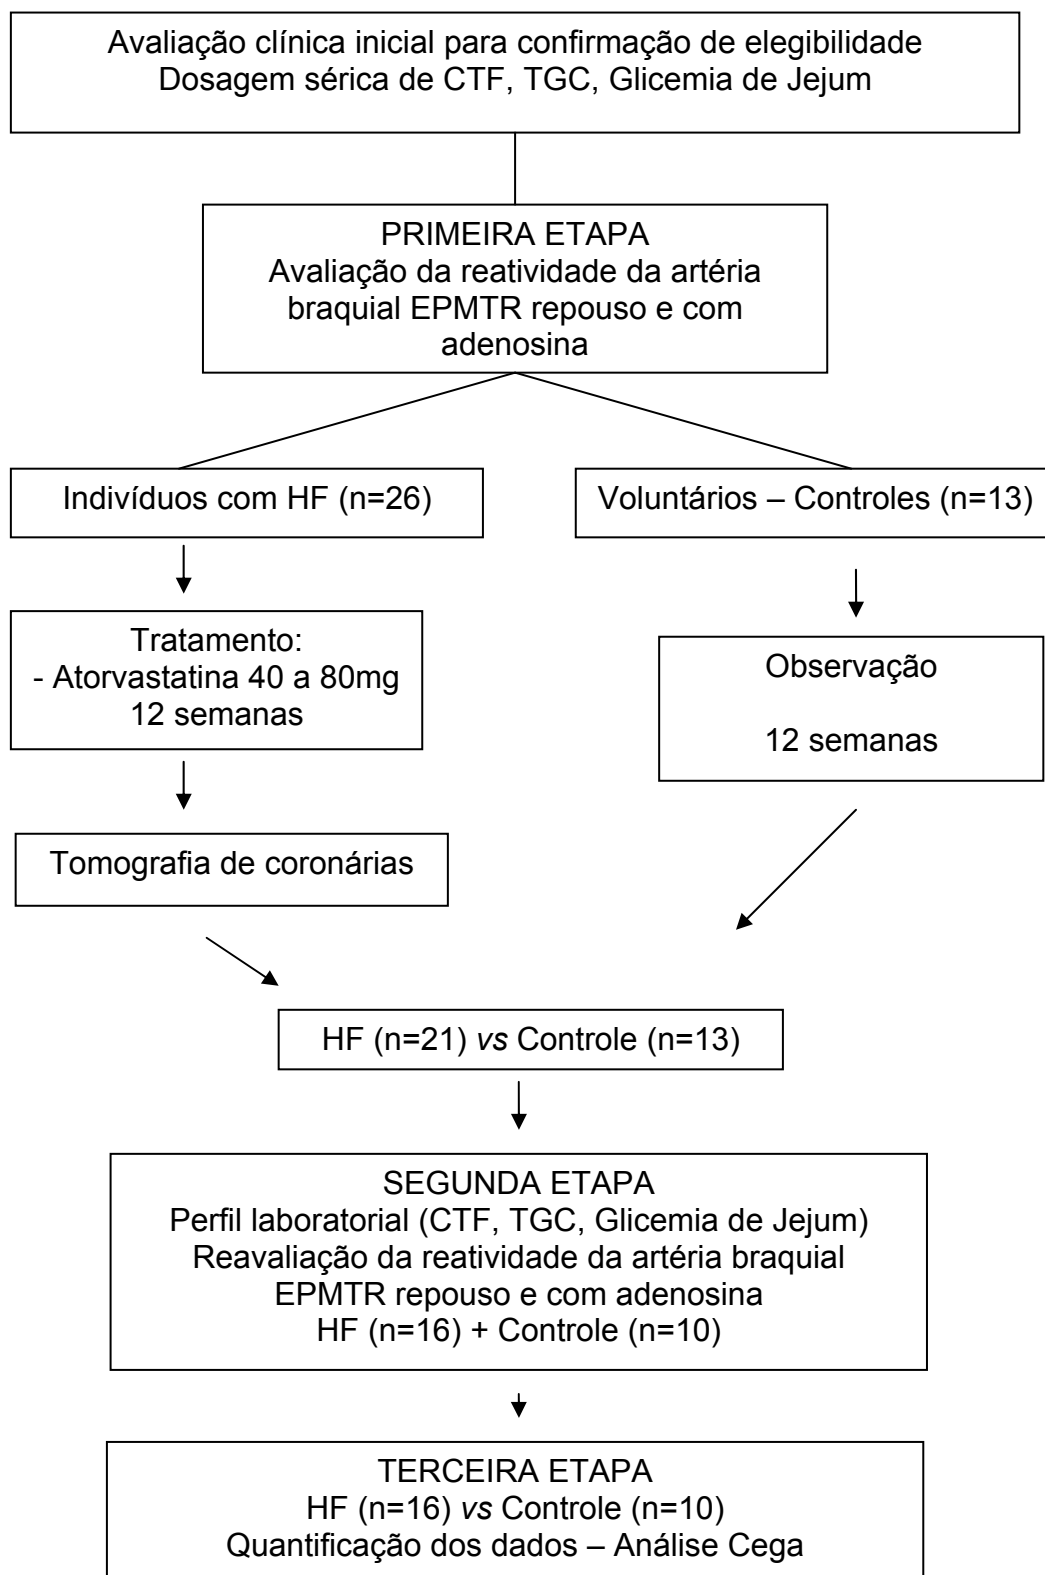 Avaliação clínica inicial para confirmação de elegibilidade
Dosagem sérica de CTF, TGC, Glicemia de Jejum
PRIMEIRA ETAPA
Avaliação da reatividade da artéria
braquial EPMTR repouso e com
adenosina
Indivíduos com HF (n=26)
Voluntários – Controles (n=13)
Tratamento:
- Atorvastatina 40 a 80mg
12 semanas
Observação
12 semanas
Tomografia de coronárias
HF (n=21) vs Controle (n=13)
SEGUNDA ETAPA
Perfil laboratorial (CTF, TGC, Glicemia de Jejum)
Reavaliação da reatividade da artéria braquial
EPMTR repouso e com adenosina
HF (n=16) + Controle (n=10)
TERCEIRA ETAPA
HF (n=16) vs Controle (n=10)
Quantificação dos dados – Análise Cega